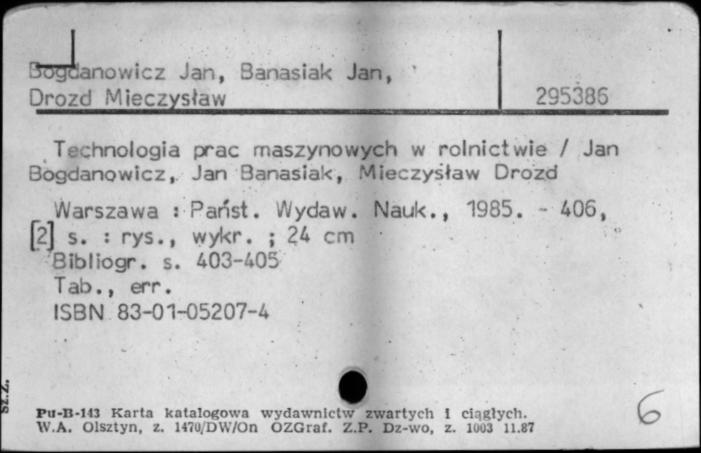 Bogdanowicz Jan, Banasiak Jan,
Drozd Mieczysław 295386
Technologia prac maszynowych w rolnictwie / Jan
Bogdanowicz, Jan Banasiak, Mieczysław Drozd
Warszawa : Państ. Wydaw. Nauk., 1985. - 406,
[2] s. : rys., wykr. ; 24 cm
Bibliogr. s. 403-405
Tab., err.
ISBN 83-01-05207-4
Sz.Z.
Pu-B-143 Karta katalogowa wydawnictw zwartych i ciągłych.
W.A. Olsztyn, z. 1470/DW/On OZGraf. Z.P. Dz-wo, z. 1003 11.87
6